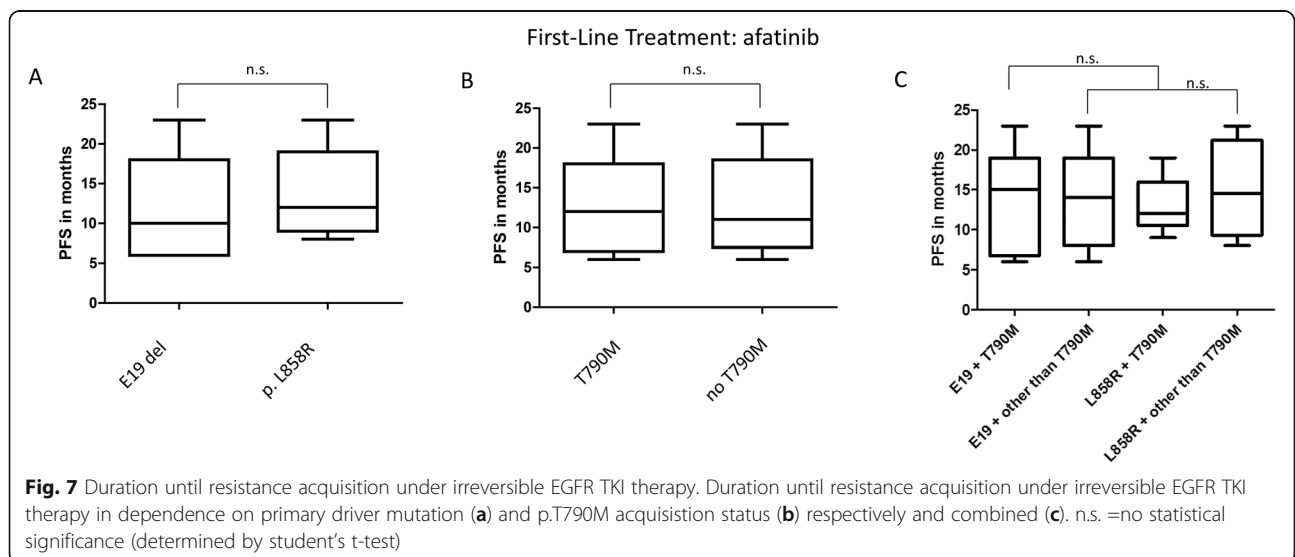 First-Line Treatment: afatinib
A
n.s.
PFS in months
25
20
15
10
5
0
E19 del
p. L858R
B
n.s.
PFS in months
25
20
15
10
5
0
T790M
no T790M
C
n.s.
n.s.
PFS in months
25
20
15
10
5
0
E19 + T790M
E19 + other than T790M
L858R + T790M
L858R + other than T790M
Fig. 7 Duration until resistance acquisition under irreversible EGFR TKI therapy. Duration until resistance acquisition under irreversible EGFR TKI
therapy in dependence on primary driver mutation (a) and p.T790M acquisistion status (b) respectively and combined (c). n.s. =no statistical
significance (determined by student's t-test)